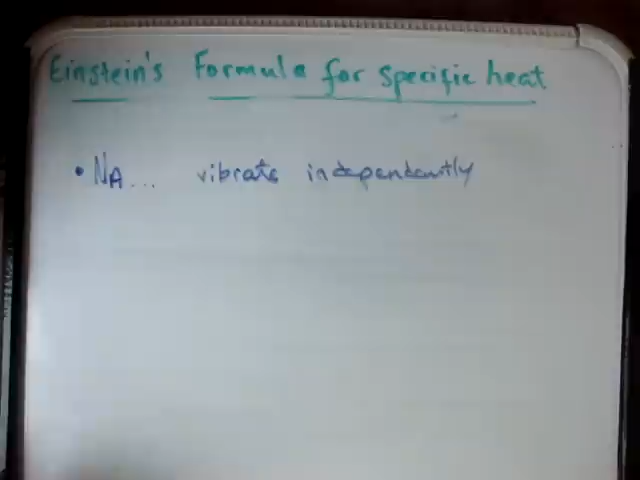 Einstein's Formula for specific heat
• NA... vibrate independently